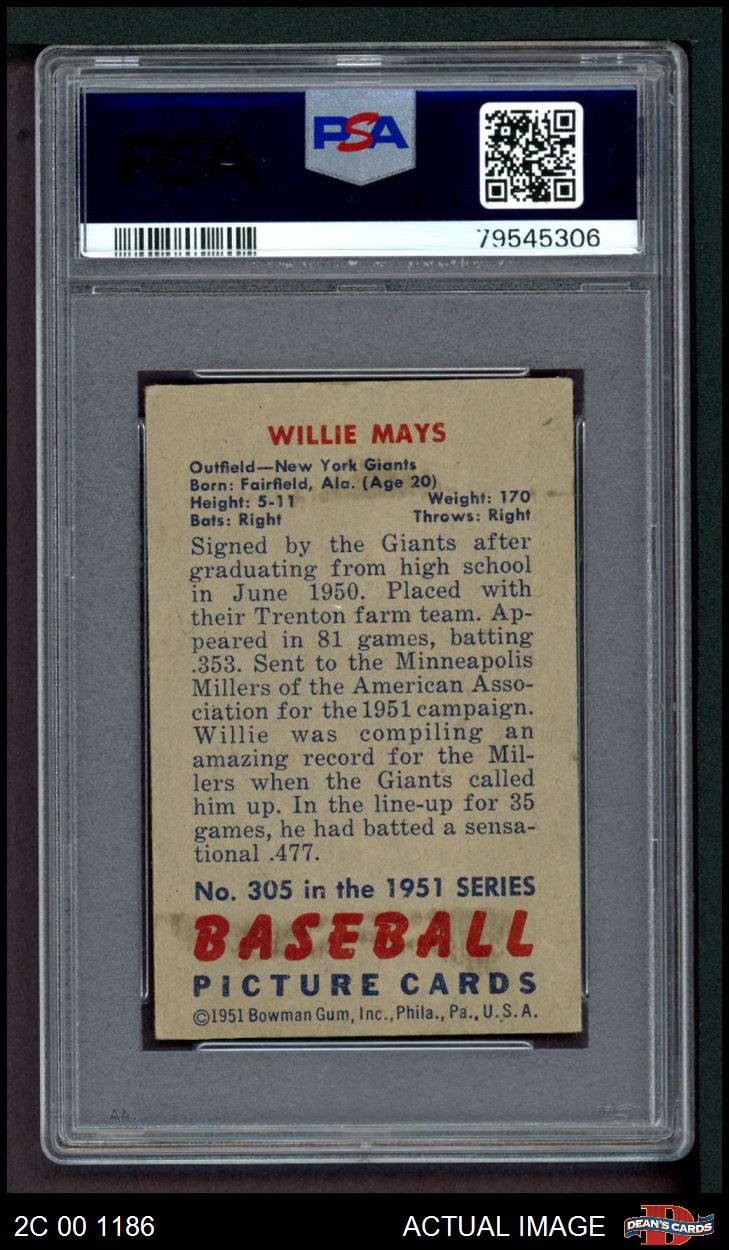 PSA
PSA
79545306
WILLIE MAYS
Outfield—New York Giants
Born: Fairfield, Ala. (Age 20)
Height: 5-11 Weight: 170
Bats: Right Throws: Right
Signed by the Giants after
graduating from high school
in June 1950. Placed with
their Trenton farm team. Ap-
peared in 81 games, batting
.353. Sent to the Minneapolis
Millers of the American Asso-
ciation for the 1951 campaign.
Willie was compiling an
amazing record for the Mil-
lers when the Giants called
him up. In the line-up for 35
games, he had batted a sensa-
tional .477.
No. 305 in the 1951 SERIES
BASEBALL
PICTURE CARDS
©1951 Bowman Gum, Inc., Phila., Pa., U.S.A.
AA.
PSA
2C 00 1186 ACTUAL IMAGE DEAN'S CARDS